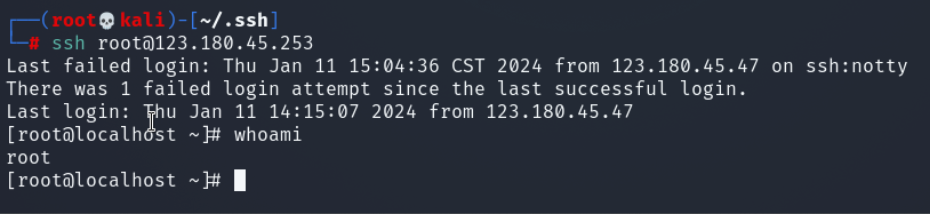 ┌──(root💀kali)-[~/.ssh]
└─# ssh root@123.180.45.253
Last failed login: Thu Jan 11 15:04:36 CST 2024 from 123.180.45.47 on ssh:notty
There was 1 failed login attempt since the last successful login.
Last login: Thu Jan 11 14:15:07 2024 from 123.180.45.47
[root@localhost ~]# whoami
root
[root@localhost ~]#